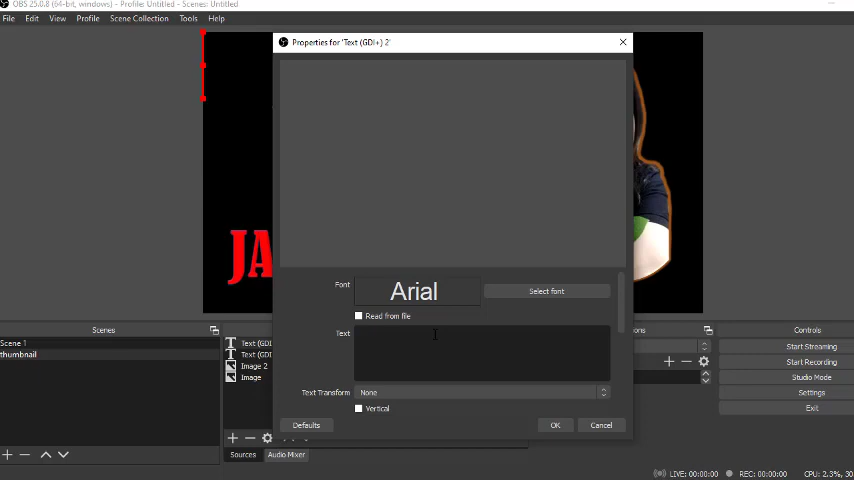 OBS 25.0.8 (64-bit, windows) - Profile: Untitled - Scenes: Untitled
File Edit View Profile Scene Collection Tools Help
Properties for 'Text (GDI+) 2'
JA
Font
Arial
Select font
Read from file
Text
Text Transform
None
Vertical
Defaults
OK
Cancel
Scenes
Scene 1
thumbnail
Text (GDI
Text (GDI
Image 2
Image
Sources
Audio Mixer
ons
Controls
Start Streaming
Start Recording
Studio Mode
Settings
Exit
LIVE: 00:00:00
REC: 00:00:00
CPU: 2.3%, 30